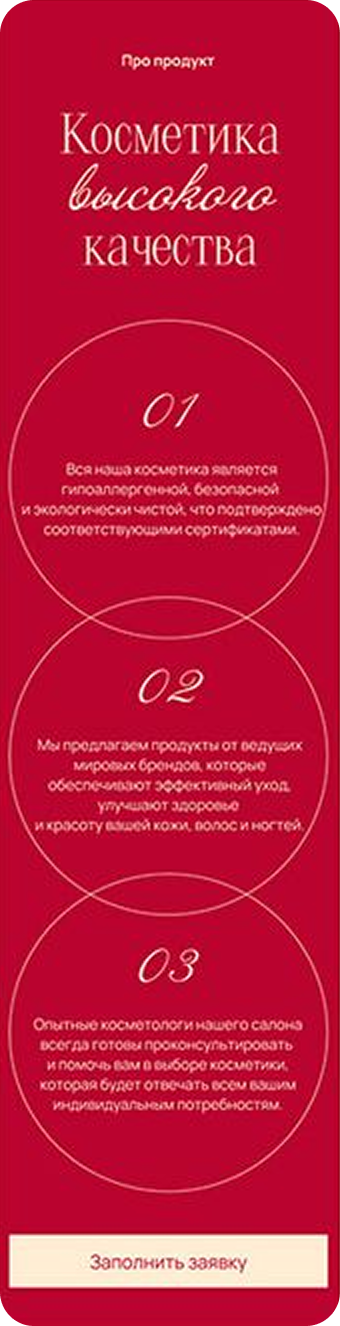 Про продукт
Косметика
высокого
качества
01
Вся наша косметика является
гипоаллергенной, безопасной
и экологически чистой, что подтверждено
соответствующими сертификатами.
02
Мы предлагаем продукты от ведущих
мировых брендов, которые
обеспечивают эффективный уход,
улучшают здоровье
и красоту вашей кожи, волос и ногтей.
03
Опытные косметологи нашего салона
всегда готовы проконсультировать
и помочь вам в выборе косметики,
которая будет отвечать всем вашим
индивидуальным потребностям.
Заполнить заявку